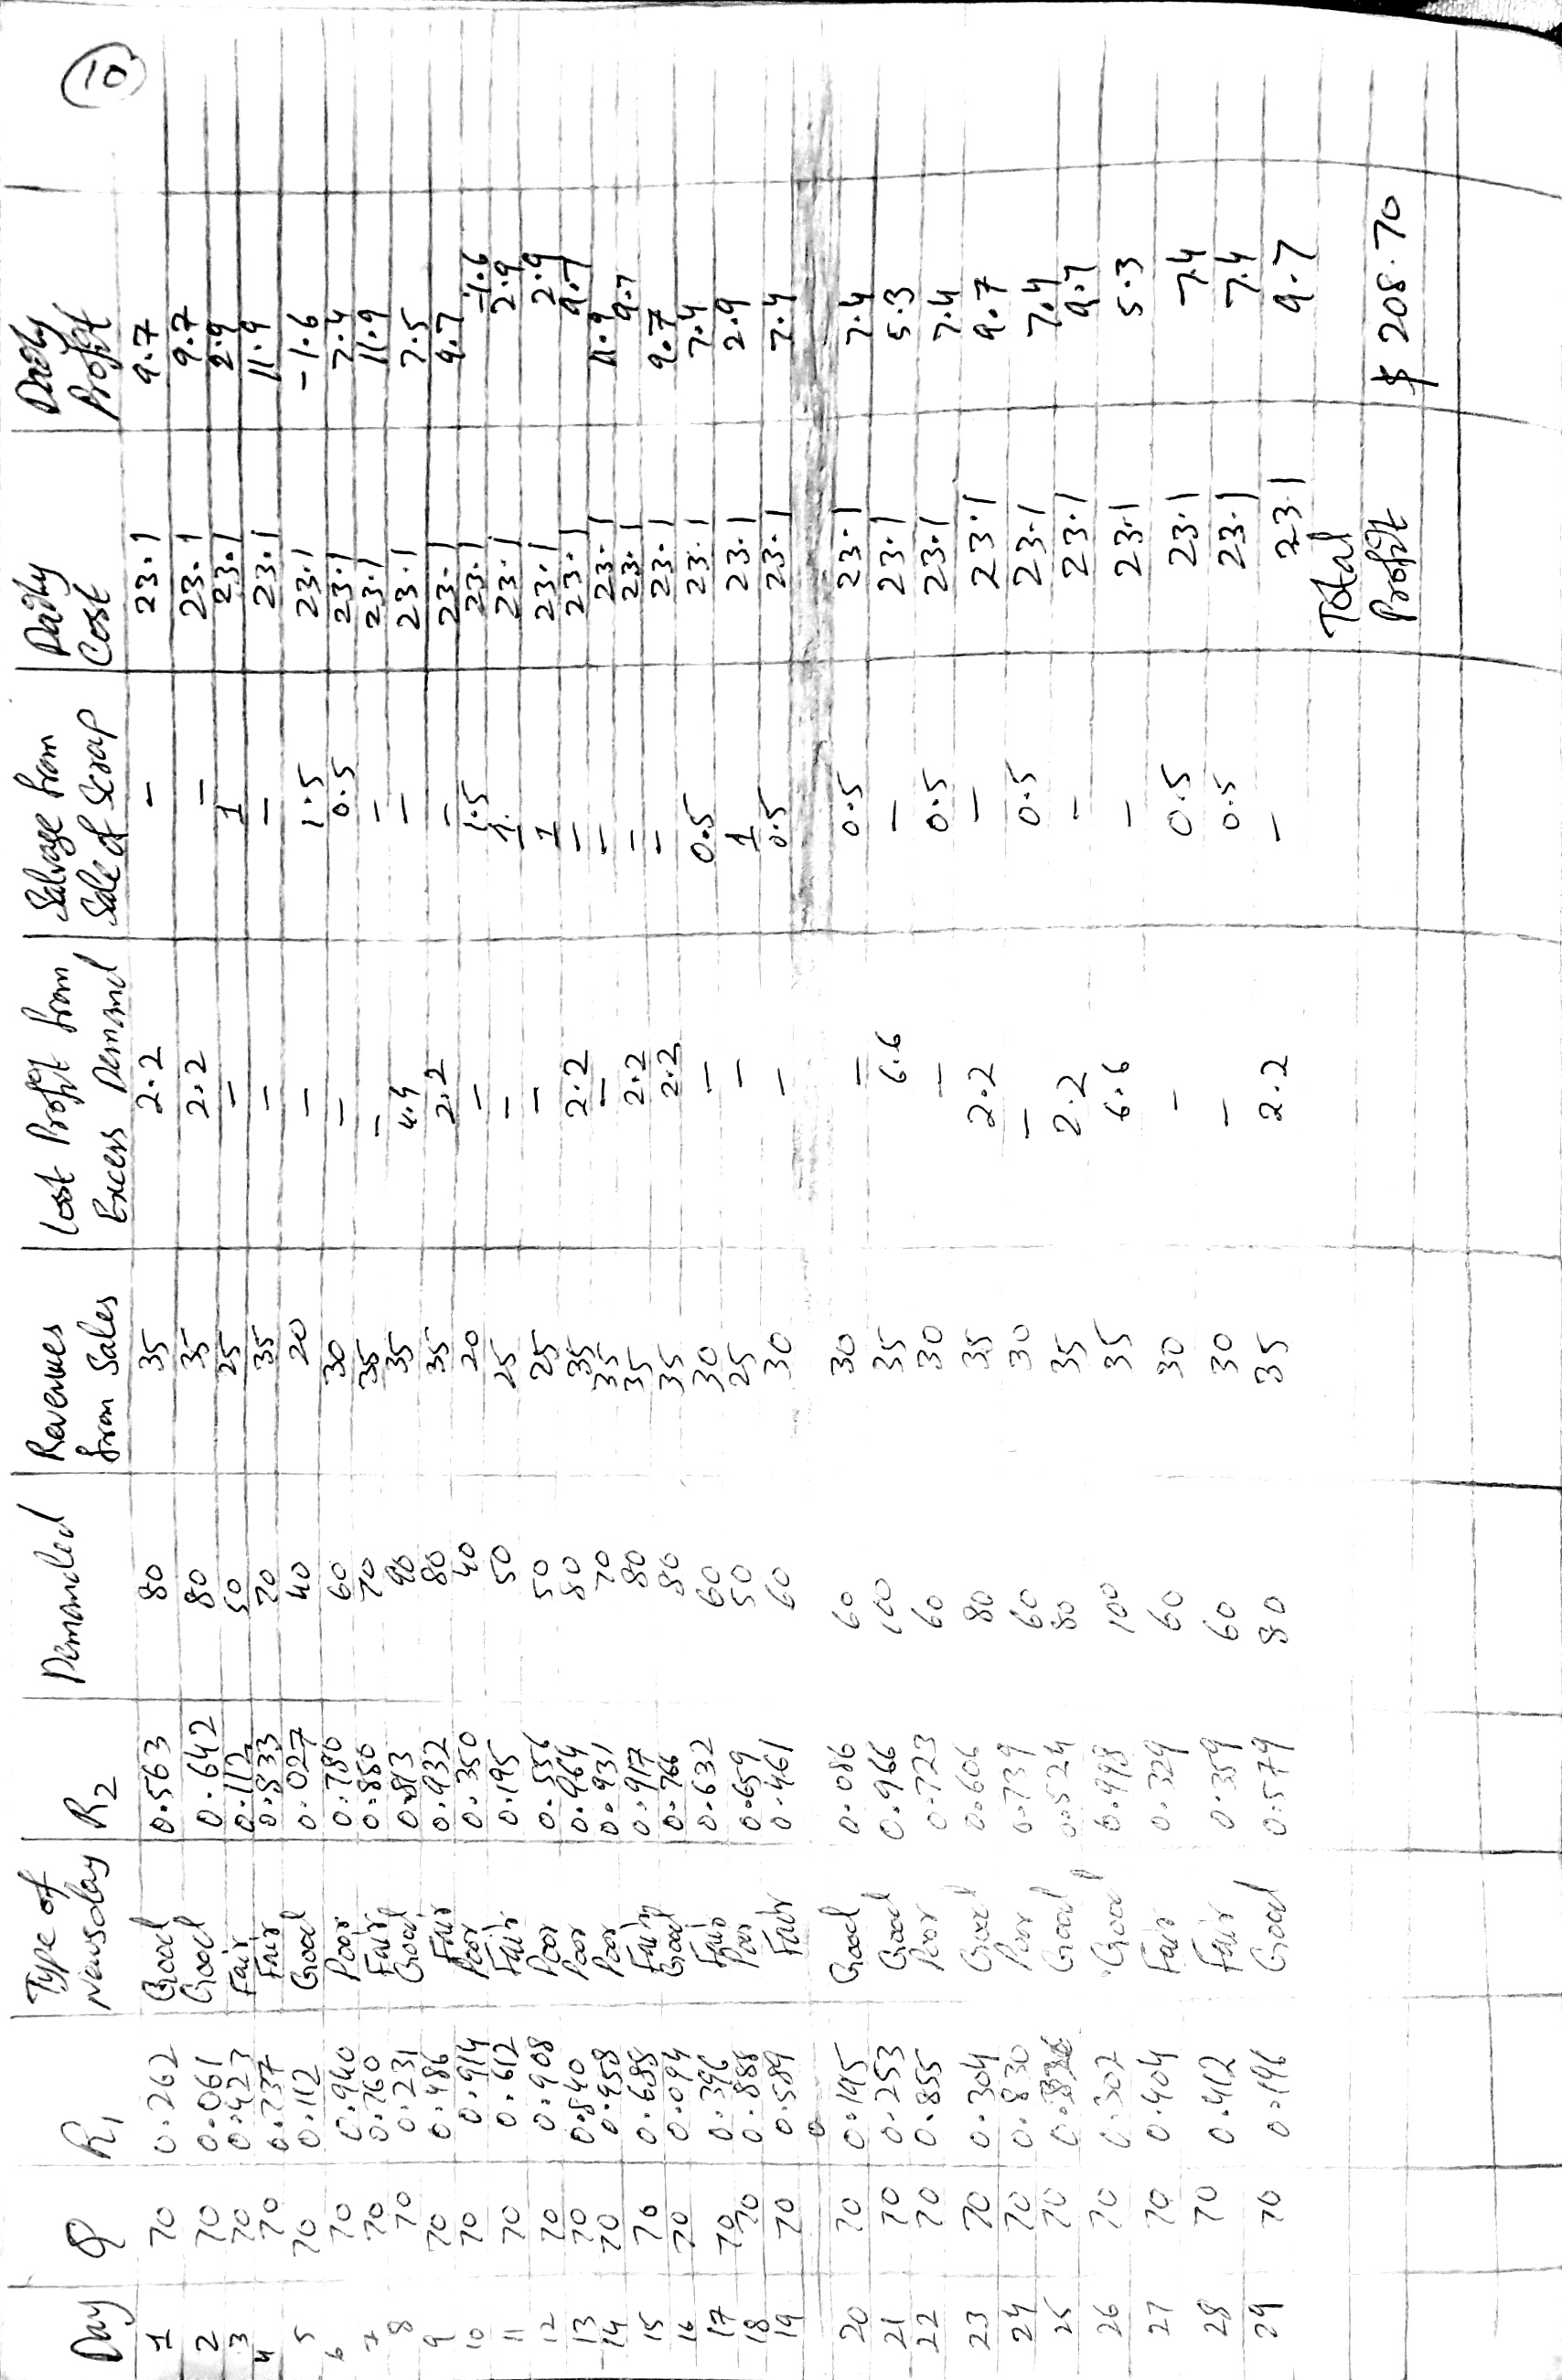 Day Q R1 Type of Newsday R2 Demanded Revenues from Sales Lost Profit from Excess Demand Salvage from Sale of Scrap Daily Cost Daily Profit
10
1 70 0.262 Good 0.563 80 35 2.2 - 23.1 9.7
2 70 0.061 Good 0.642 80 35 2.2 - 23.1 9.7
3 70 0.423 Fair 0.112 50 25 - 1 23.1 2.9
4 70 0.737 Fair 0.833 70 35 - - 23.1 11.9
5 70 0.112 Good 0.027 40 20 - 1.5 23.1 -1.6
6 70 0.940 Poor 0.780 60 30 - 0.5 23.1 7.4
7 70 0.760 Fair 0.850 70 35 - - 23.1 11.9
8 70 0.231 Good 0.813 90 35 4.4 - 23.1 7.5
9 70 0.486 Fair 0.932 80 35 2.2 - 23.1 9.7
10 70 0.914 Poor 0.350 40 20 - 1.5 23.1 -1.6
11 70 0.612 Fair 0.195 50 25 - 1. 23.1 2.9
12 70 0.908 Poor 0.556 50 25 - 1 23.1 2.9
13 70 0.840 Poor 0.964 80 35 2.2 - 23.1 9.7
14 70 0.958 Poor 0.931 70 35 - - 23.1 11.9
15 70 0.688 Fair 0.917 80 35 2.2 - 23.1 9.7
16 70 0.094 Good 0.766 80 35 2.2 - 23.1 9.7
17 70 0.396 Fair 0.632 60 30 - 0.5 23.1 7.4
18 70 0.888 Poor 0.659 50 25 - 1 23.1 2.9
19 70 0.589 Fair 0.461 60 30 - 0.5 23.1 7.4
20 70 0.195 Good 0.086 60 30 - 0.5 23.1 7.4
21 70 0.253 Good 0.966 100 35 6.6 - 23.1 5.3
22 70 0.855 Poor 0.723 60 30 - 0.5 23.1 7.4
23 70 0.304 Good 0.606 80 35 2.2 - 23.1 9.7
24 70 0.830 Poor 0.739 60 30 - 0.5 23.1 7.4
25 70 Good 0.524 80 35 2.2 - 23.1 9.7
26 70 0.302 Good 0.998 100 35 6.6 - 23.1 5.3
27 70 0.404 Fair 0.329 60 30 - 0.5 23.1 7.4
28 70 0.412 Fair 0.359 60 30 - 0.5 23.1 7.4
29 70 0.196 Good 0.579 80 35 2.2 - 23.1 9.7
Total
Profit $ 208.70